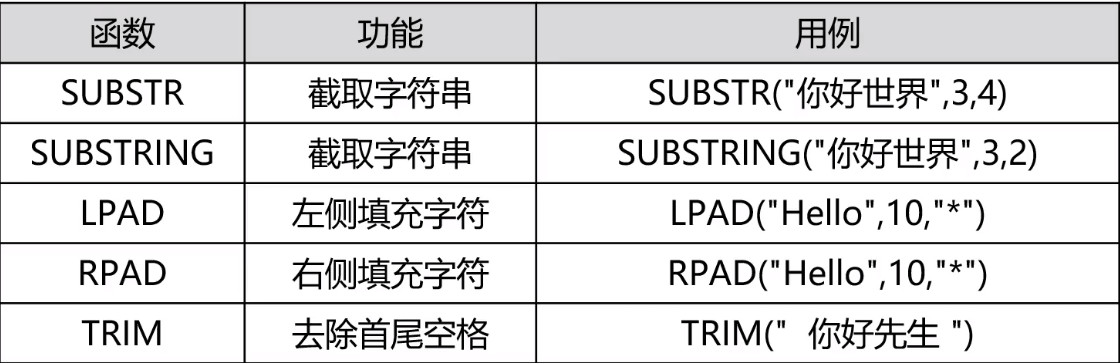 函数 功能 用例
SUBSTR 截取字符串 SUBSTR("你好世界",3,4)
SUBSTRING 截取字符串 SUBSTRING("你好世界",3,2)
LPAD 左侧填充字符 LPAD("Hello",10,"*")
RPAD 右侧填充字符 RPAD("Hello",10,"*")
TRIM 去除首尾空格 TRIM("  你好先生 ")